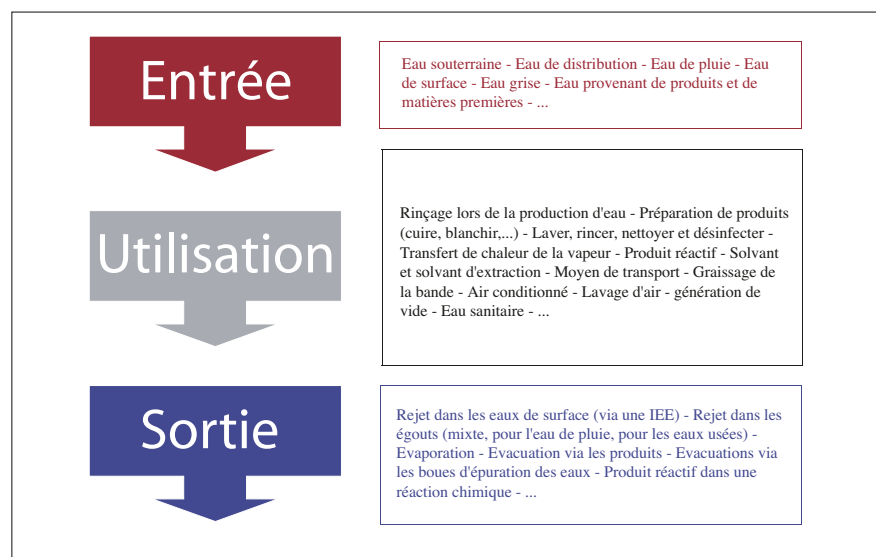 Entrée
Eau souterraine - Eau de distribution - Eau de pluie - Eau
de surface - Eau grise - Eau provenant de produits et de
matières premières - ...
Utilisation
Rinçage lors de la production d'eau - Préparation de produits
(cuire, blanchir,...) - Laver, rincer, nettoyer et désinfecter -
Transfert de chaleur de la vapeur - Produit réactif - Solvant
et solvant d'extraction - Moyen de transport - Graissage de
la bande - Air conditionné - Lavage d'air - génération de
vide - Eau sanitaire - ...
Sortie
Rejet dans les eaux de surface (via une IEE) - Rejet dans les
égouts (mixte, pour l'eau de pluie, pour les eaux usées) -
Evaporation - Evacuation via les produits - Evacuations via
les boues d'épuration des eaux - Produit réactif dans une
réaction chimique - ...